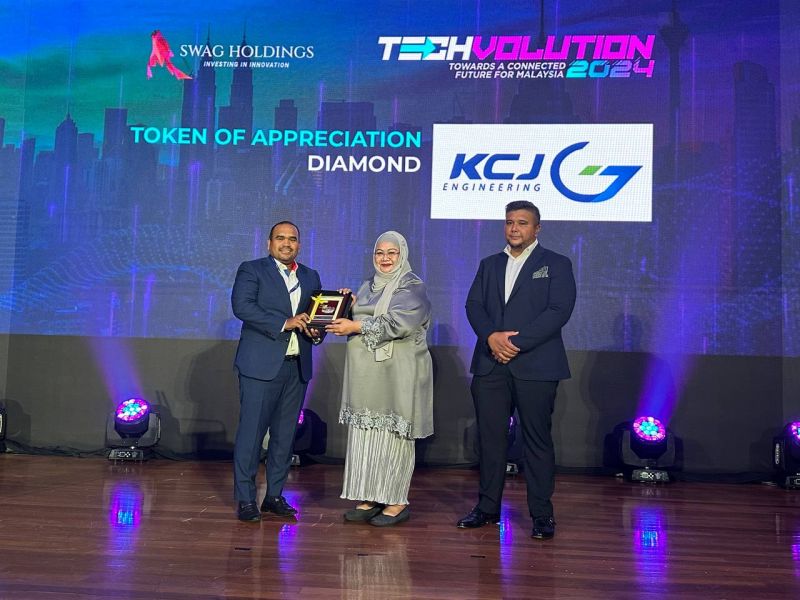 SWAG HOLDINGS
INVESTING IN INNOVATION
TECHVOLUTION
TOWARDS A CONNECTED
FUTURE FOR MALAYSIA 2024
TOKEN OF APPRECIATION
DIAMOND
KCJ
ENGINEERING